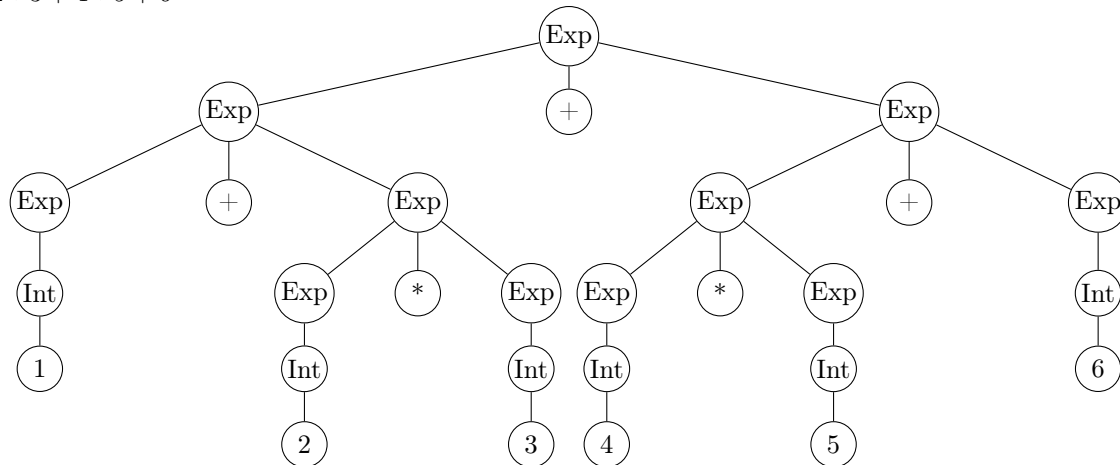 Exp
Exp + Exp
Exp + Exp Exp + Exp
Int Exp * Exp Exp * Exp Int
1 Int Int Int Int 6
2 3 4 5